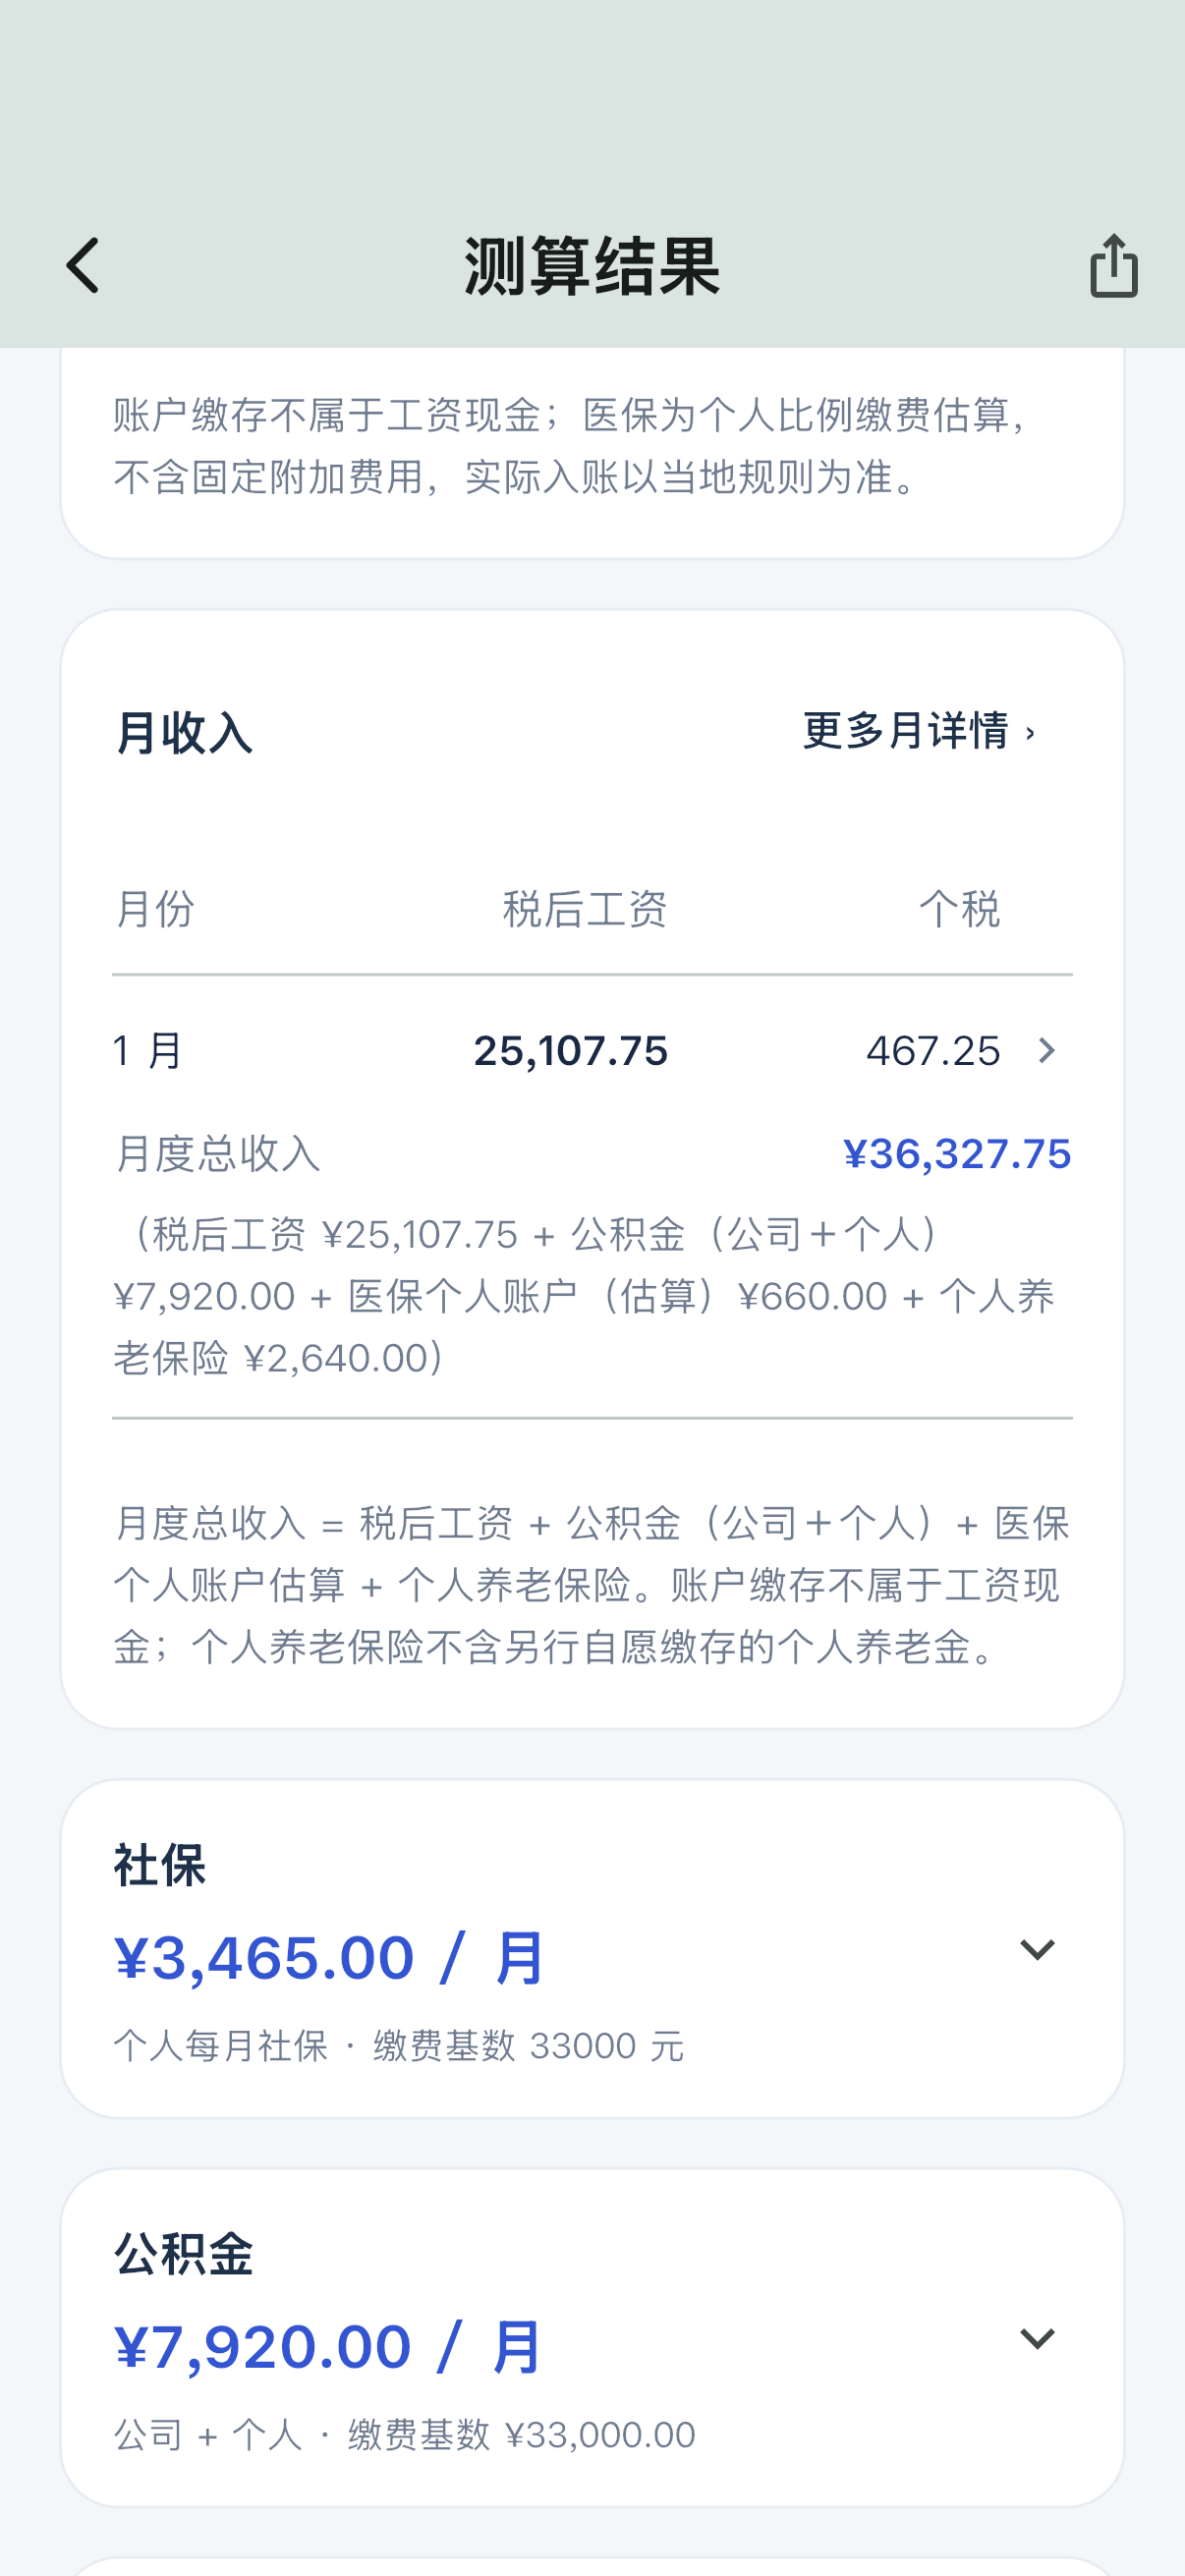 测算结果
账户缴存不属于工资现金；医保为个人比例缴费估算，
不含固定附加费用，实际入账以当地规则为准。
月收入 更多月详情 ›
月份 税后工资 个税
1 月 25,107.75 467.25
月度总收入 ¥36,327.75
（税后工资 ¥25,107.75 + 公积金（公司＋个人）
¥7,920.00 + 医保个人账户（估算）¥660.00 + 个人养
老保险 ¥2,640.00）
月度总收入 = 税后工资 + 公积金（公司＋个人）+ 医保
个人账户估算 + 个人养老保险。账户缴存不属于工资现
金；个人养老保险不含另行自愿缴存的个人养老金。
社保
¥3,465.00 / 月
个人每月社保 · 缴费基数 33000 元
公积金
¥7,920.00 / 月
公司 + 个人 · 缴费基数 ¥33,000.00